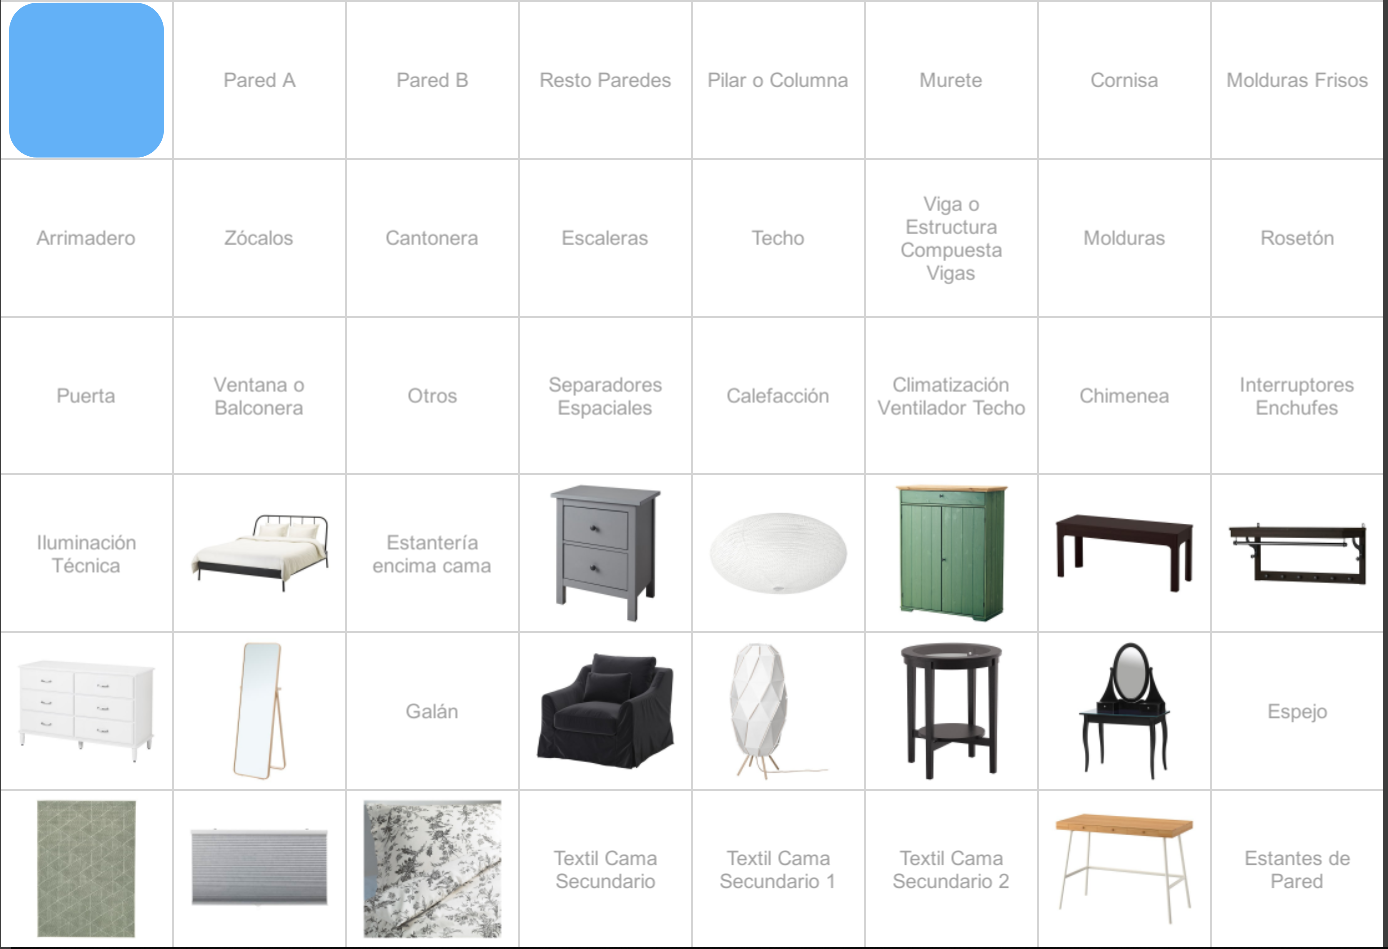 Pared A
Pared B
Resto Paredes
Pilar o Columna
Murete
Cornisa
Molduras Frisos
Arrimadero
Zócalos
Cantonera
Escaleras
Techo
Viga o
Estructura
Compuesta
Vigas
Molduras
Rosetón
Puerta
Ventana o
Balconera
Otros
Separadores
Espaciales
Calefacción
Climatización
Ventilador Techo
Chimenea
Interruptores
Enchufes
Iluminación
Técnica
Estantería
encima cama
Galán
Espejo
Textil Cama
Secundario
Textil Cama
Secundario 1
Textil Cama
Secundario 2
Estantes de
Pared